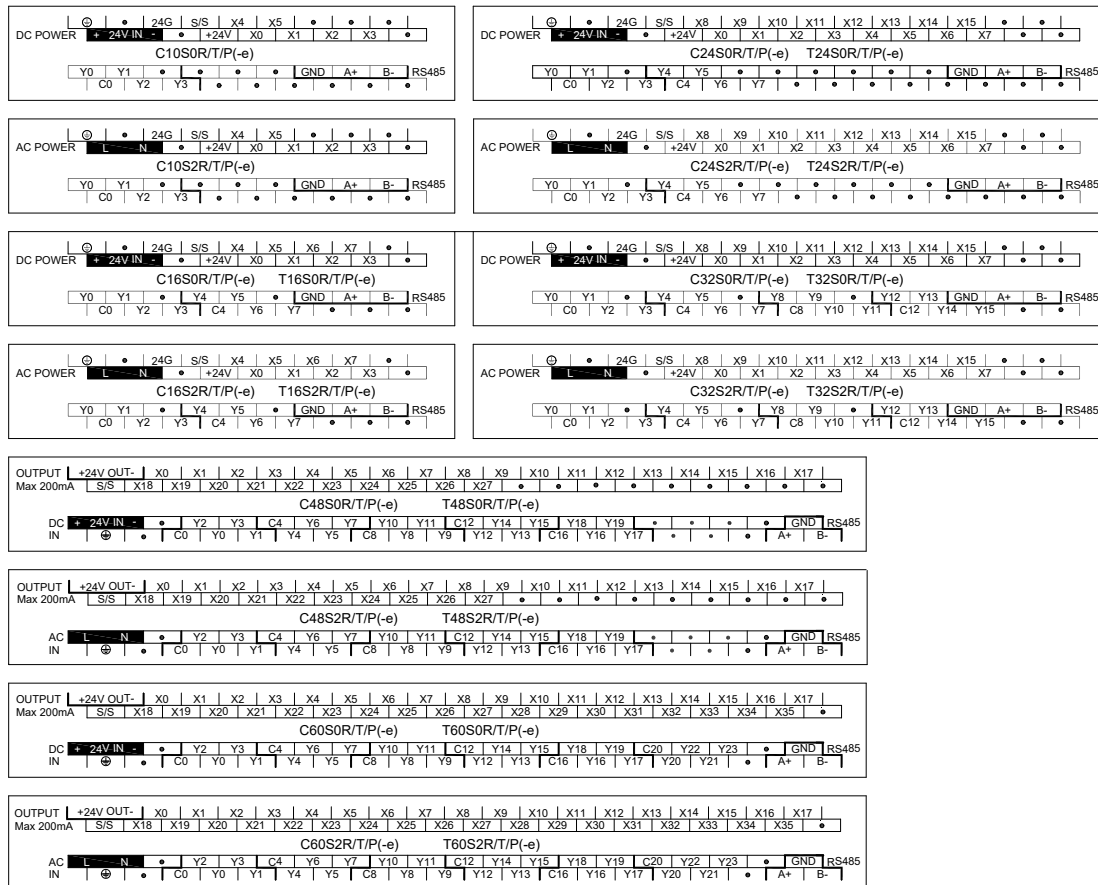 24G S/S X4 X5
DC POWER + 24V IN - +24V X0 X1 X2 X3
C10S0R/T/P(-e)
Y0 Y1 GND A+ B- RS485
C0 Y2 Y3
24G S/S X8 X9 X10 X11 X12 X13 X14 X15
DC POWER + 24V IN - +24V X0 X1 X2 X3 X4 X5 X6 X7
C24S0R/T/P(-e) T24S0R/T/P(-e)
Y0 Y1 Y4 Y5 GND A+ B- RS485
C0 Y2 Y3 C4 Y6 Y7
24G S/S X4 X5
AC POWER L N +24V X0 X1 X2 X3
C10S2R/T/P(-e)
Y0 Y1 GND A+ B- RS485
C0 Y2 Y3
24G S/S X8 X9 X10 X11 X12 X13 X14 X15
AC POWER L N +24V X0 X1 X2 X3 X4 X5 X6 X7
C24S2R/T/P(-e) T24S2R/T/P(-e)
Y0 Y1 Y4 Y5 GND A+ B- RS485
C0 Y2 Y3 C4 Y6 Y7
24G S/S X4 X5 X6 X7
DC POWER + 24V IN - +24V X0 X1 X2 X3
C16S0R/T/P(-e) T16S0R/T/P(-e)
Y0 Y1 Y4 Y5 GND A+ B- RS485
C0 Y2 Y3 C4 Y6 Y7
24G S/S X8 X9 X10 X11 X12 X13 X14 X15
DC POWER + 24V IN - +24V X0 X1 X2 X3 X4 X5 X6 X7
C32S0R/T/P(-e) T32S0R/T/P(-e)
Y0 Y1 Y4 Y5 Y8 Y9 Y12 Y13 GND A+ B- RS485
C0 Y2 Y3 C4 Y6 Y7 C8 Y10 Y11 C12 Y14 Y15
24G S/S X4 X5 X6 X7
AC POWER L N +24V X0 X1 X2 X3
C16S2R/T/P(-e) T16S2R/T/P(-e)
Y0 Y1 Y4 Y5 GND A+ B- RS485
C0 Y2 Y3 C4 Y6 Y7
24G S/S X8 X9 X10 X11 X12 X13 X14 X15
AC POWER L N +24V X0 X1 X2 X3 X4 X5 X6 X7
C32S2R/T/P(-e) T32S2R/T/P(-e)
Y0 Y1 Y4 Y5 Y8 Y9 Y12 Y13 GND A+ B- RS485
C0 Y2 Y3 C4 Y6 Y7 C8 Y10 Y11 C12 Y14 Y15
OUTPUT +24V OUT- X0 X1 X2 X3 X4 X5 X6 X7 X8 X9 X10 X11 X12 X13 X14 X15 X16 X17
Max 200mA S/S X18 X19 X20 X21 X22 X23 X24 X25 X26 X27
C48S0R/T/P(-e) T48S0R/T/P(-e)
DC + 24V IN - Y2 Y3 C4 Y6 Y7 Y10 Y11 C12 Y14 Y15 Y18 Y19 GND RS485
IN C0 Y0 Y1 Y4 Y5 C8 Y8 Y9 Y12 Y13 C16 Y16 Y17 A+ B-
OUTPUT +24V OUT- X0 X1 X2 X3 X4 X5 X6 X7 X8 X9 X10 X11 X12 X13 X14 X15 X16 X17
Max 200mA S/S X18 X19 X20 X21 X22 X23 X24 X25 X26 X27
C48S2R/T/P(-e) T48S2R/T/P(-e)
AC L N Y2 Y3 C4 Y6 Y7 Y10 Y11 C12 Y14 Y15 Y18 Y19 GND RS485
IN C0 Y0 Y1 Y4 Y5 C8 Y8 Y9 Y12 Y13 C16 Y16 Y17 A+ B-
OUTPUT +24V OUT- X0 X1 X2 X3 X4 X5 X6 X7 X8 X9 X10 X11 X12 X13 X14 X15 X16 X17
Max 200mA S/S X18 X19 X20 X21 X22 X23 X24 X25 X26 X27 X28 X29 X30 X31 X32 X33 X34 X35
C60S0R/T/P(-e) T60S0R/T/P(-e)
DC + 24V IN - Y2 Y3 C4 Y6 Y7 Y10 Y11 C12 Y14 Y15 Y18 Y19 C20 Y22 Y23 GND RS485
IN C0 Y0 Y1 Y4 Y5 C8 Y8 Y9 Y12 Y13 C16 Y16 Y17 Y20 Y21 A+ B-
OUTPUT +24V OUT- X0 X1 X2 X3 X4 X5 X6 X7 X8 X9 X10 X11 X12 X13 X14 X15 X16 X17
Max 200mA S/S X18 X19 X20 X21 X22 X23 X24 X25 X26 X27 X28 X29 X30 X31 X32 X33 X34 X35
C60S2R/T/P(-e) T60S2R/T/P(-e)
AC L N Y2 Y3 C4 Y6 Y7 Y10 Y11 C12 Y14 Y15 Y18 Y19 C20 Y22 Y23 GND RS485
IN C0 Y0 Y1 Y4 Y5 C8 Y8 Y9 Y12 Y13 C16 Y16 Y17 Y20 Y21 A+ B-